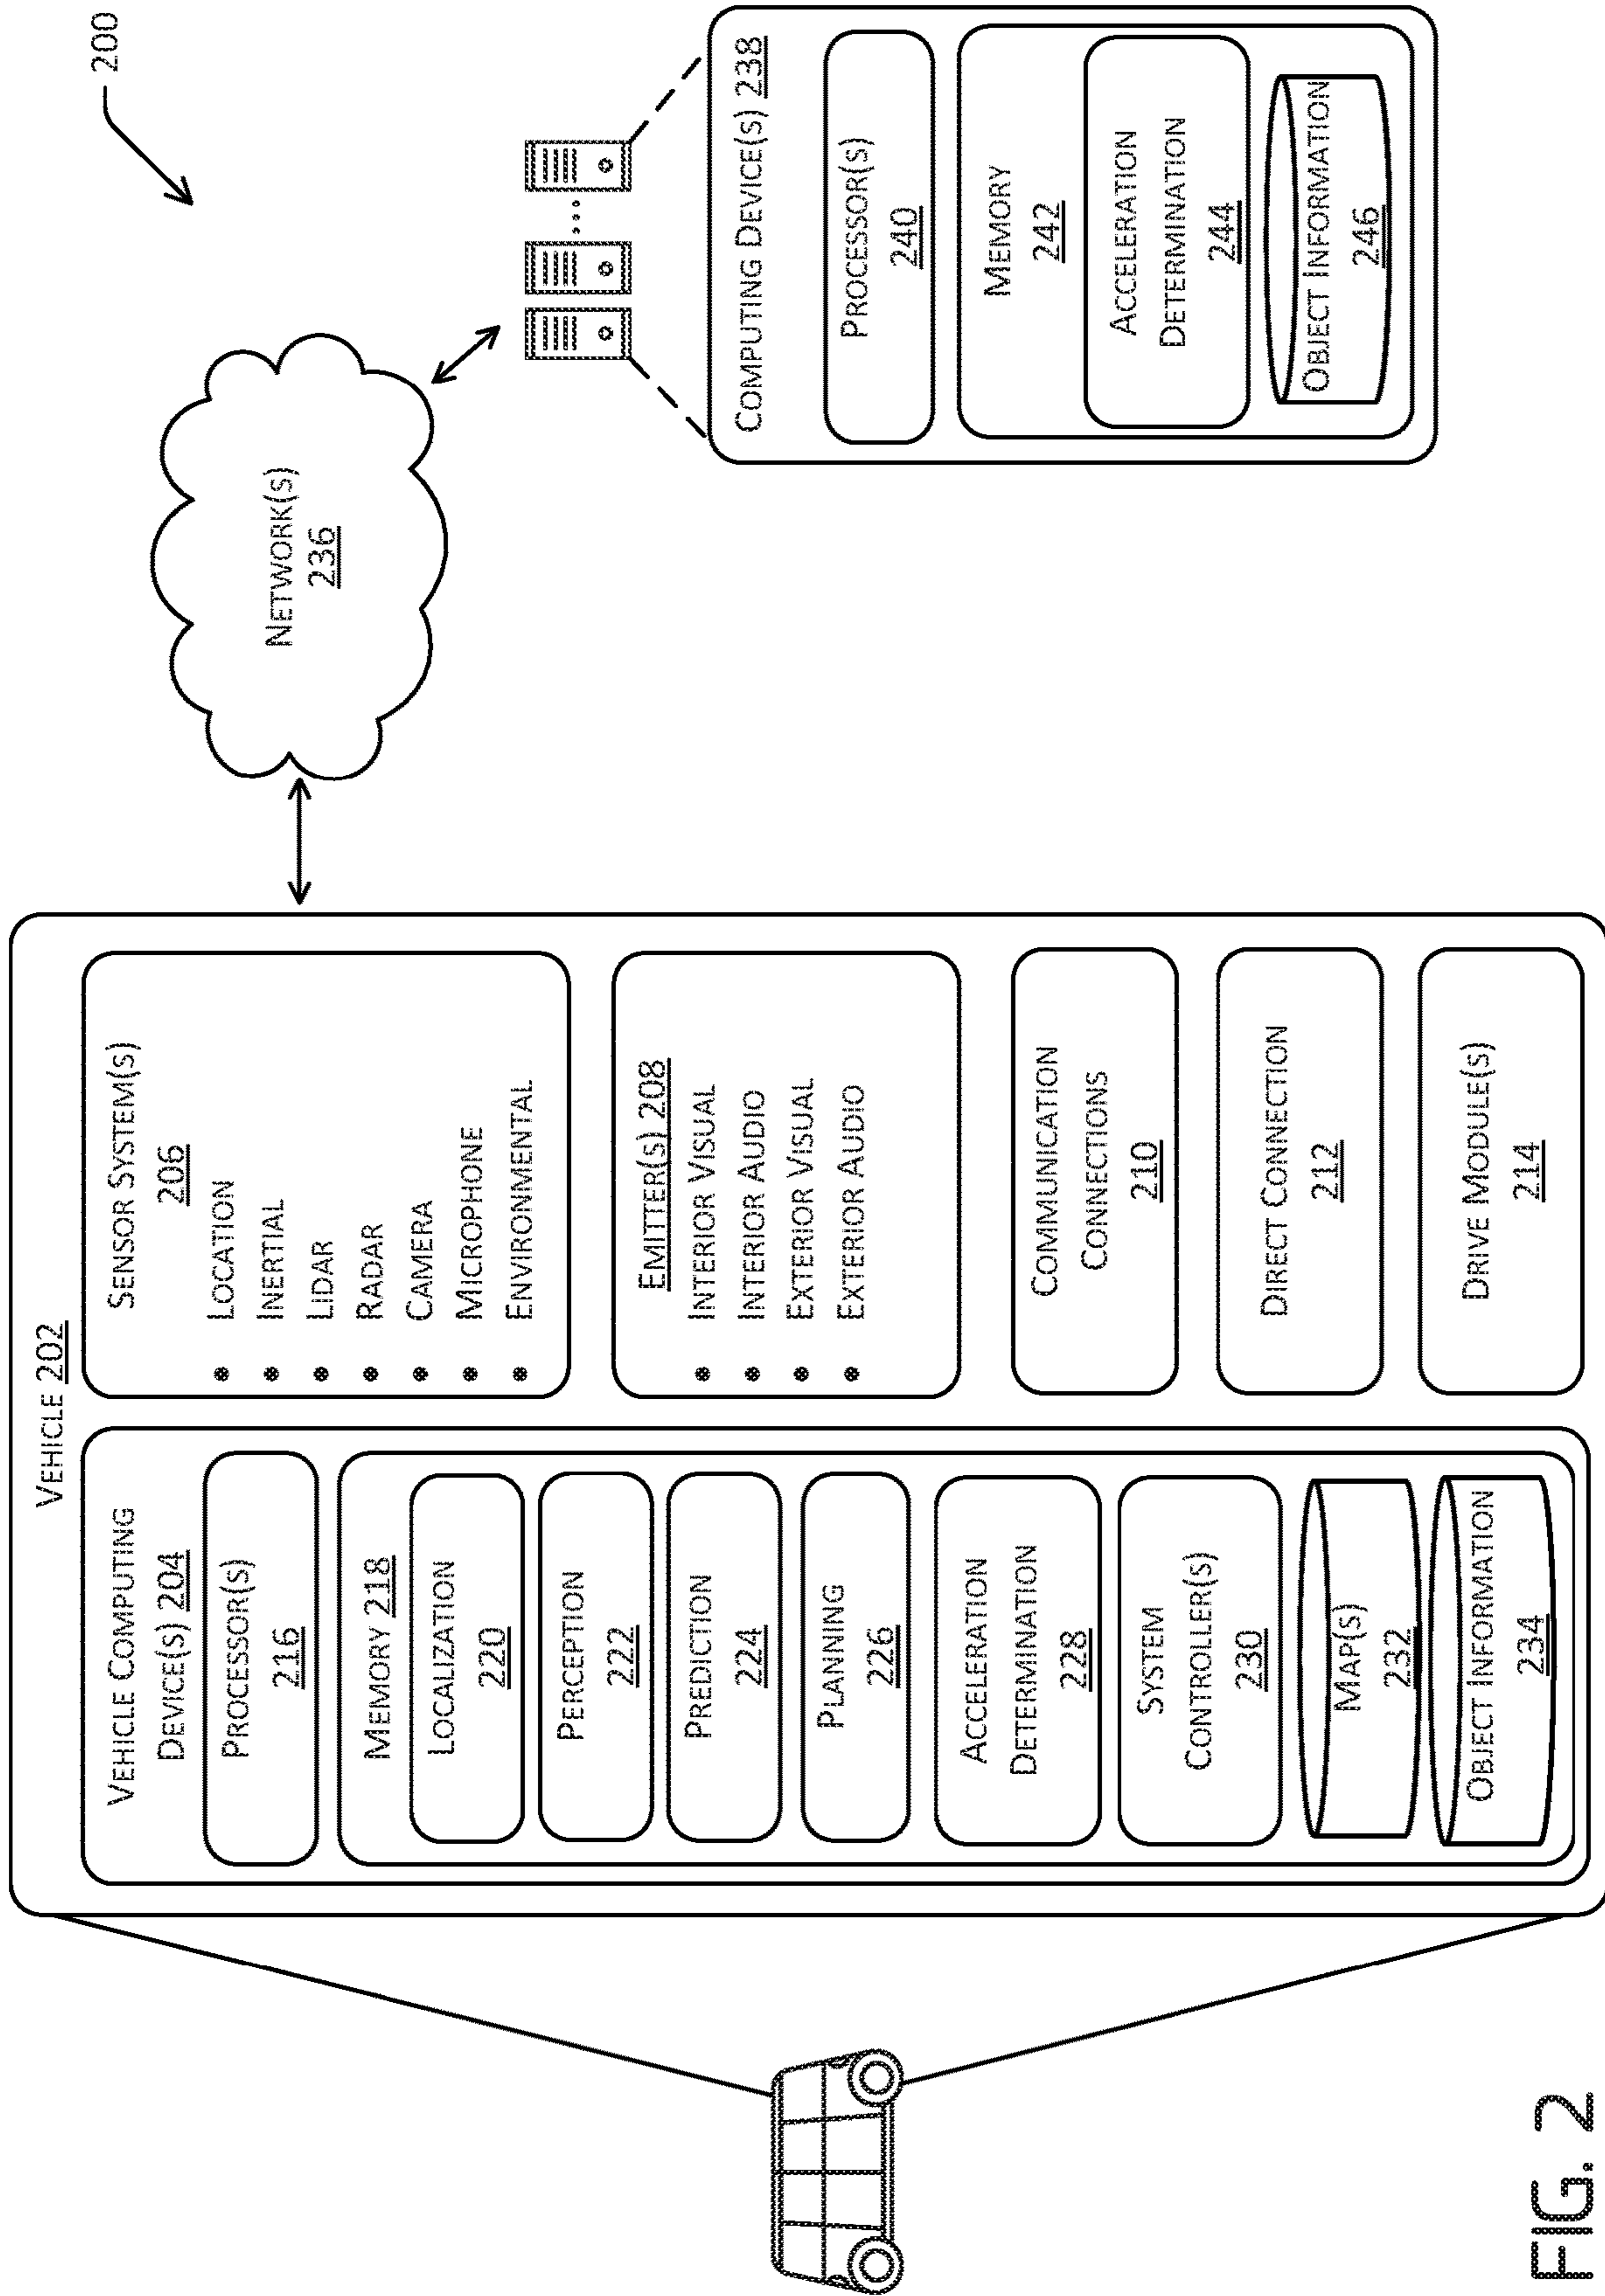 200
VEHICLE 202
VEHICLE COMPUTING
DEVICE(S) 204
PROCESSOR(S)
216
MEMORY 218
LOCALIZATION
220
PERCEPTION
222
PREDICTION
224
PLANNING
226
ACCELERATION
DETERMINATION
228
SYSTEM
CONTROLLER(S)
230
MAP(S)
232
OBJECT INFORMATION
234
SENSOR SYSTEM(S)
206
• LOCATION
• INERTIAL
• LIDAR
• RADAR
• CAMERA
• MICROPHONE
• ENVIRONMENTAL
EMITTER(S) 208
• INTERIOR VISUAL
• INTERIOR AUDIO
• EXTERIOR VISUAL
• EXTERIOR AUDIO
COMMUNICATION
CONNECTIONS
210
DIRECT CONNECTION
212
DRIVE MODULE(S)
214
NETWORK(S)
236
COMPUTING DEVICE(S) 238
PROCESSOR(S)
240
MEMORY
242
ACCELERATION
DETERMINATION
244
OBJECT INFORMATION
246
FIG. 2